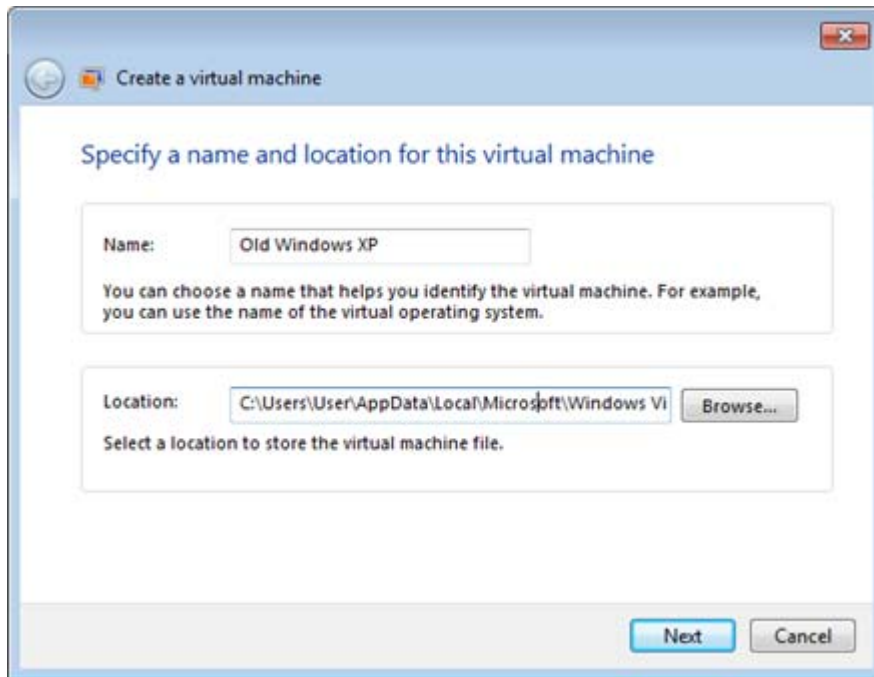 Create a virtual machine
Specify a name and location for this virtual machine
Name: Old Windows XP
You can choose a name that helps you identify the virtual machine. For example,
you can use the name of the virtual operating system.
Location: C:\Users\User\AppData\Local\Microsoft\Windows Vi Browse...
Select a location to store the virtual machine file.
Next Cancel